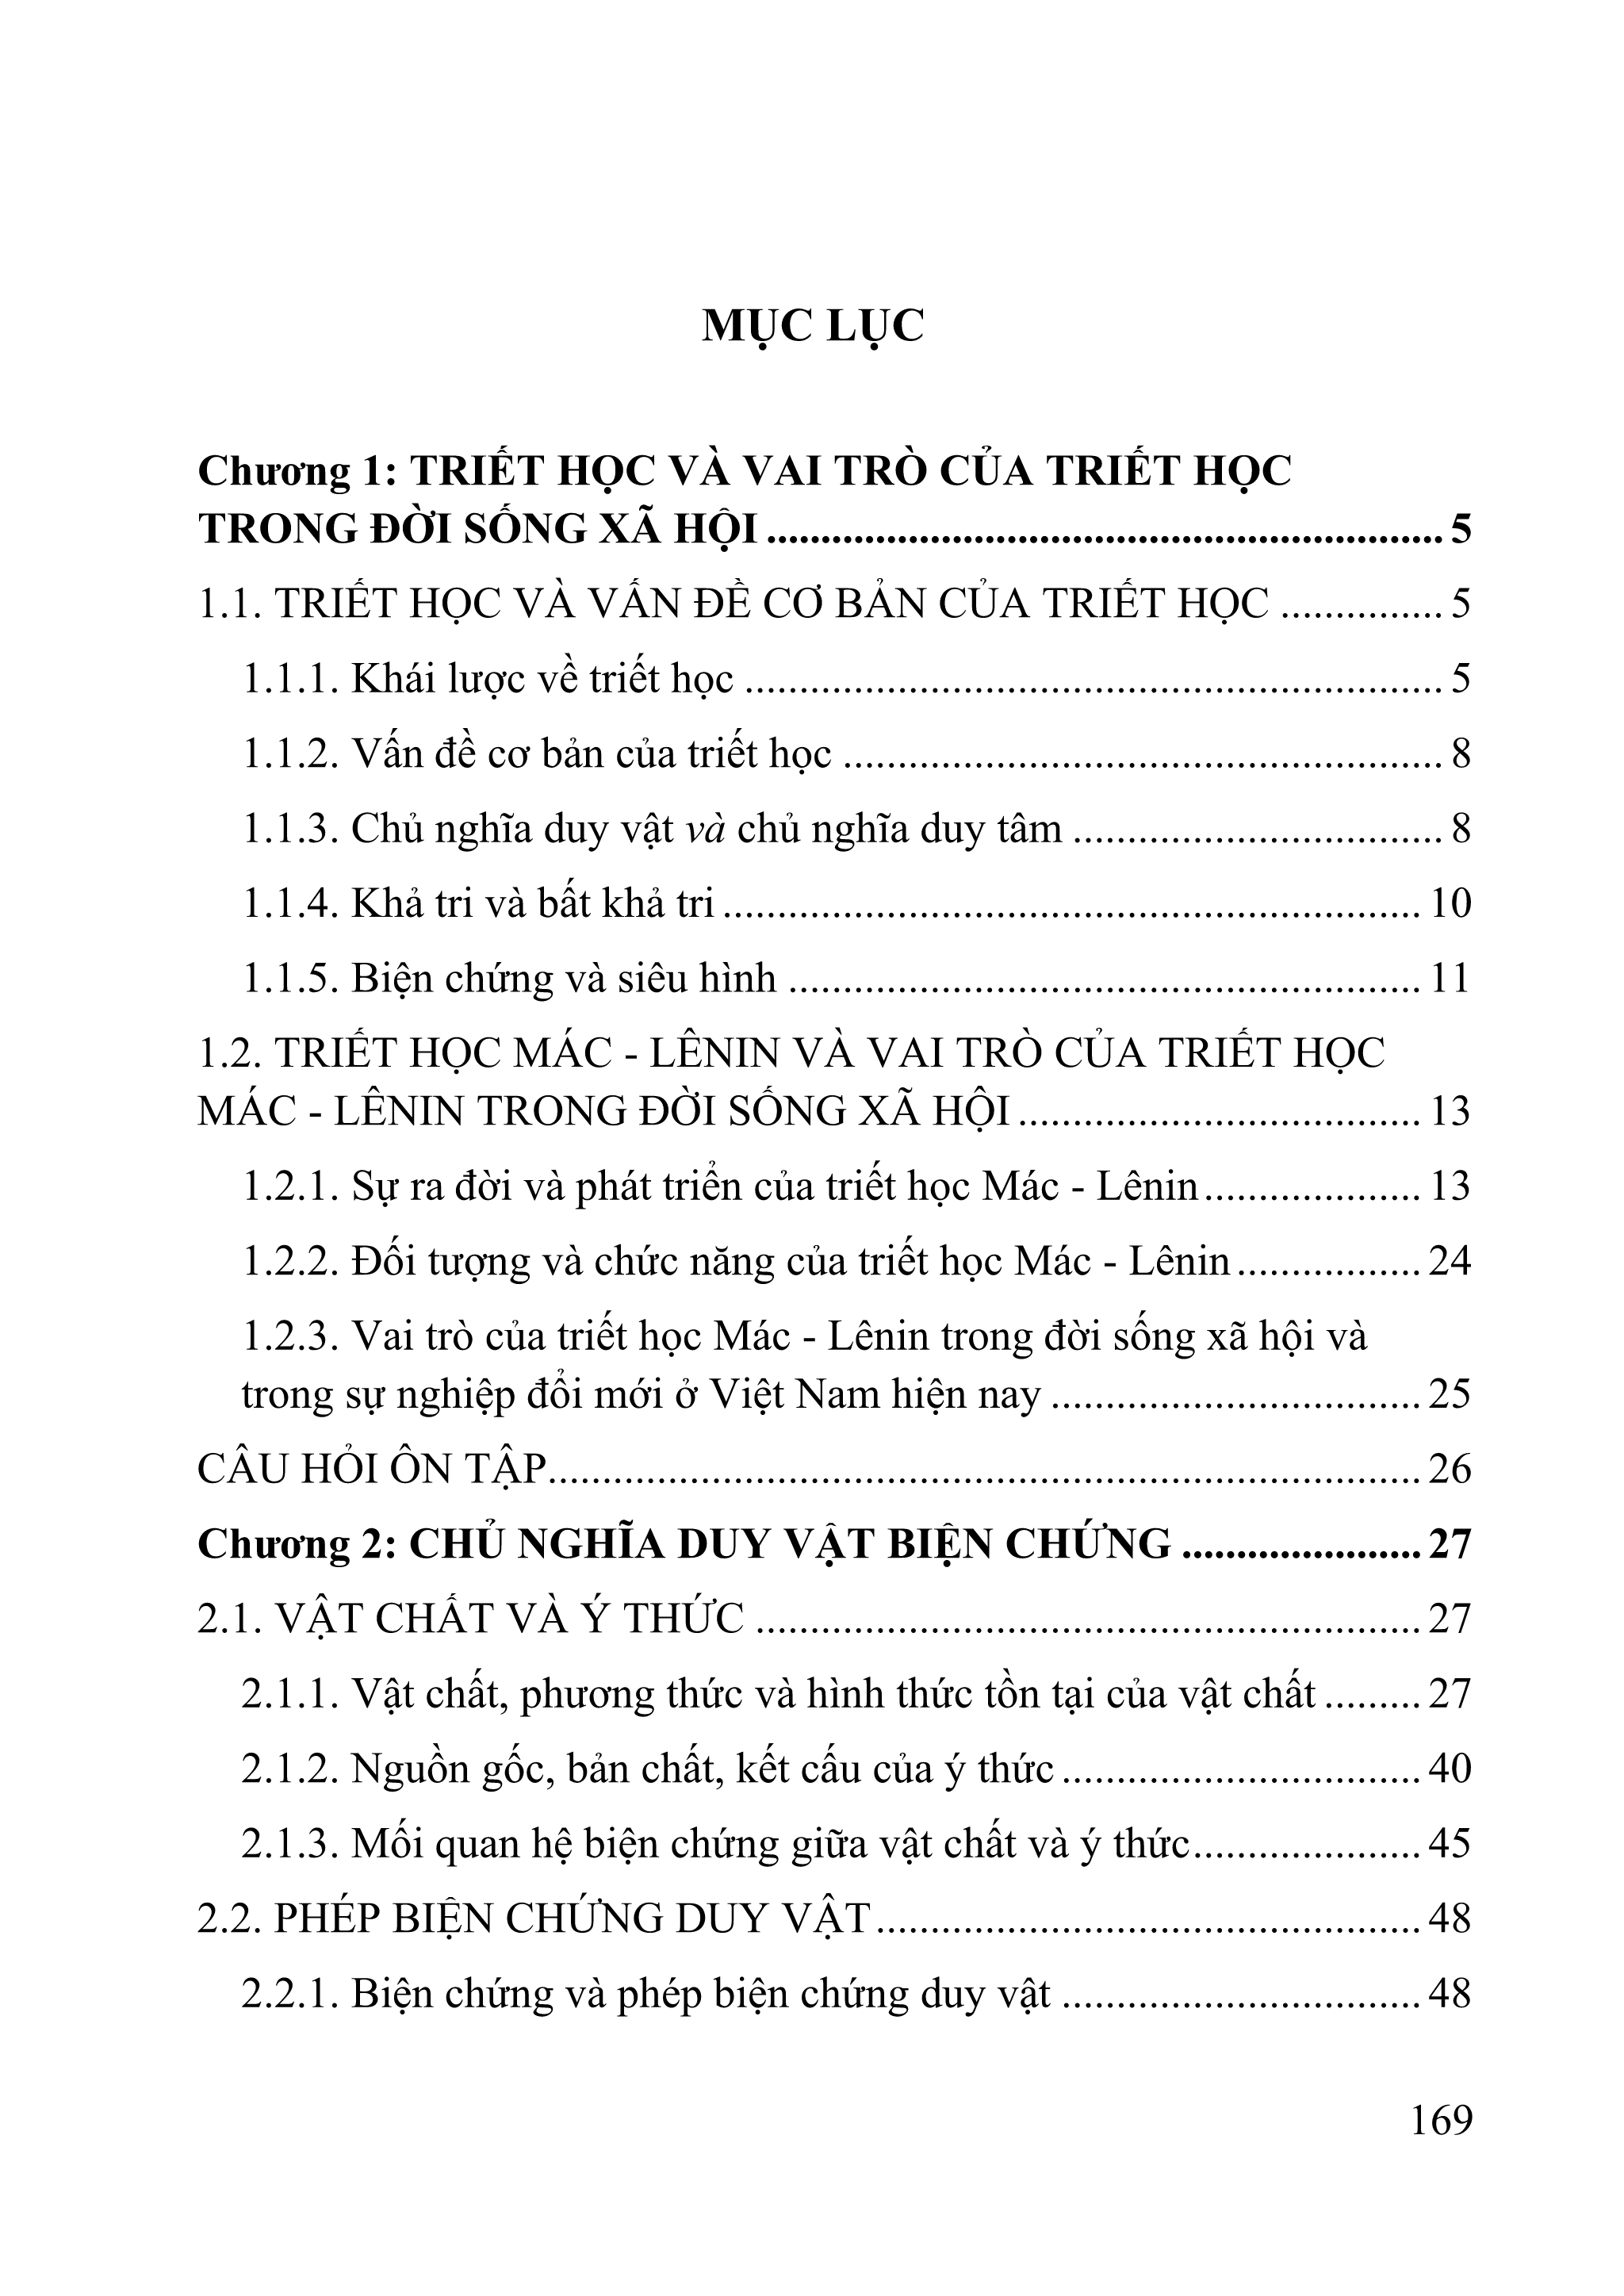 MỤC LỤC
Chương 1: TRIẾT HỌC VÀ VAI TRÒ CỦA TRIẾT HỌC
TRONG ĐỜI SỐNG XÃ HỘI ............................................................. 5
1.1. TRIẾT HỌC VÀ VẤN ĐỀ CƠ BẢN CỦA TRIẾT HỌC ............... 5
1.1.1. Khái lược về triết học ................................................................ 5
1.1.2. Vấn đề cơ bản của triết học ....................................................... 8
1.1.3. Chủ nghĩa duy vật và chủ nghĩa duy tâm .................................. 8
1.1.4. Khả tri và bất khả tri ................................................................ 10
1.1.5. Biện chứng và siêu hình .......................................................... 11
1.2. TRIẾT HỌC MÁC - LÊNIN VÀ VAI TRÒ CỦA TRIẾT HỌC
MÁC - LÊNIN TRONG ĐỜI SỐNG XÃ HỘI ..................................... 13
1.2.1. Sự ra đời và phát triển của triết học Mác - Lênin .................... 13
1.2.2. Đối tượng và chức năng của triết học Mác - Lênin ................. 24
1.2.3. Vai trò của triết học Mác - Lênin trong đời sống xã hội và
trong sự nghiệp đổi mới ở Việt Nam hiện nay .................................. 25
CÂU HỎI ÔN TẬP................................................................................ 26
Chương 2: CHỦ NGHĨA DUY VẬT BIỆN CHỨNG ...................... 27
2.1. VẬT CHẤT VÀ Ý THỨC ............................................................. 27
2.1.1. Vật chất, phương thức và hình thức tồn tại của vật chất ......... 27
2.1.2. Nguồn gốc, bản chất, kết cấu của ý thức ................................. 40
2.1.3. Mối quan hệ biện chứng giữa vật chất và ý thức..................... 45
2.2. PHÉP BIỆN CHỨNG DUY VẬT .................................................. 48
2.2.1. Biện chứng và phép biện chứng duy vật ................................. 48
169